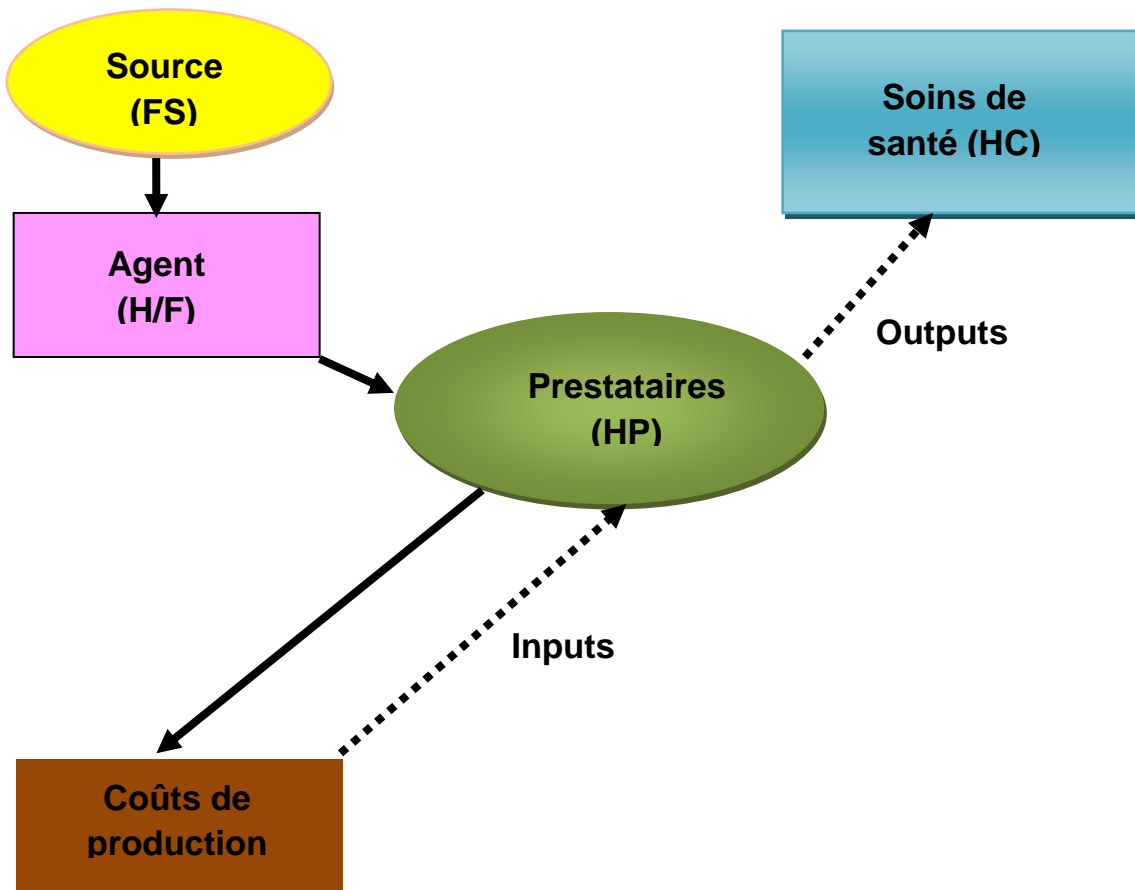 Source
(FS)
Soins de
santé (HC)
Agent
(H/F)
Outputs
Prestataires
(HP)
Inputs
Coûts de
production